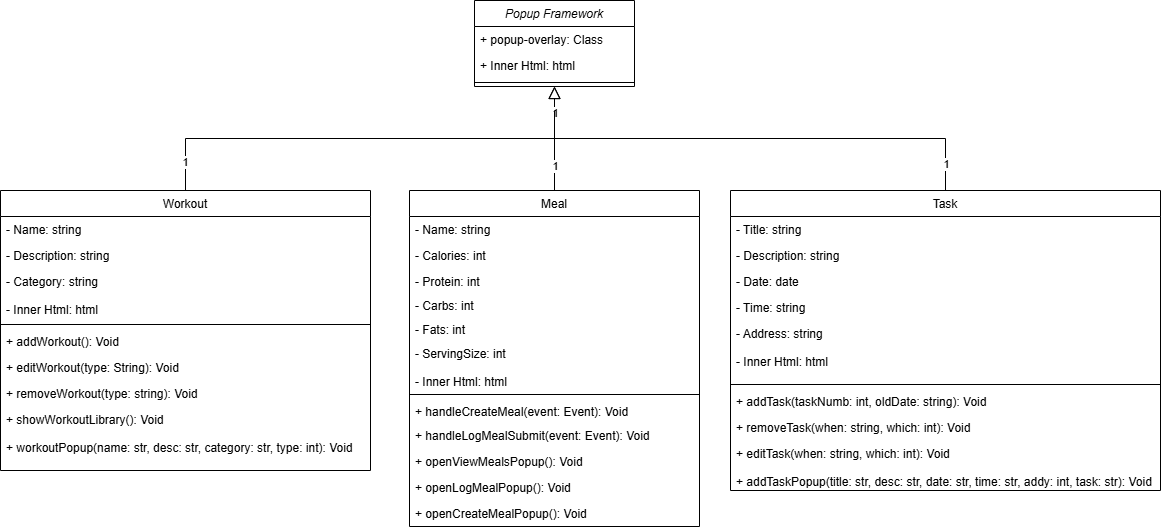 Popup Framework
+ popup-overlay: Class
+ Inner Html: html
1
1
1
1
Workout
- Name: string
- Description: string
- Category: string
- Inner Html: html
+ addWorkout(): Void
+ editWorkout(type: String): Void
+ removeWorkout(type: string): Void
+ showWorkoutLibrary(): Void
+ workoutPopup(name: str, desc: str, category: str, type: int): Void
Meal
- Name: string
- Calories: int
- Protein: int
- Carbs: int
- Fats: int
- ServingSize: int
- Inner Html: html
+ handleCreateMeal(event: Event): Void
+ handleLogMealSubmit(event: Event): Void
+ openViewMealsPopup(): Void
+ openLogMealPopup(): Void
+ openCreateMealPopup(): Void
Task
- Title: string
- Description: string
- Date: date
- Time: string
- Address: string
- Inner Html: html
+ addTask(taskNumb: int, oldDate: string): Void
+ removeTask(when: string, which: int): Void
+ editTask(when: string, which: int): Void
+ addTaskPopup(title: str, desc: str, date: str, time: str, addy: int, task: str): Void